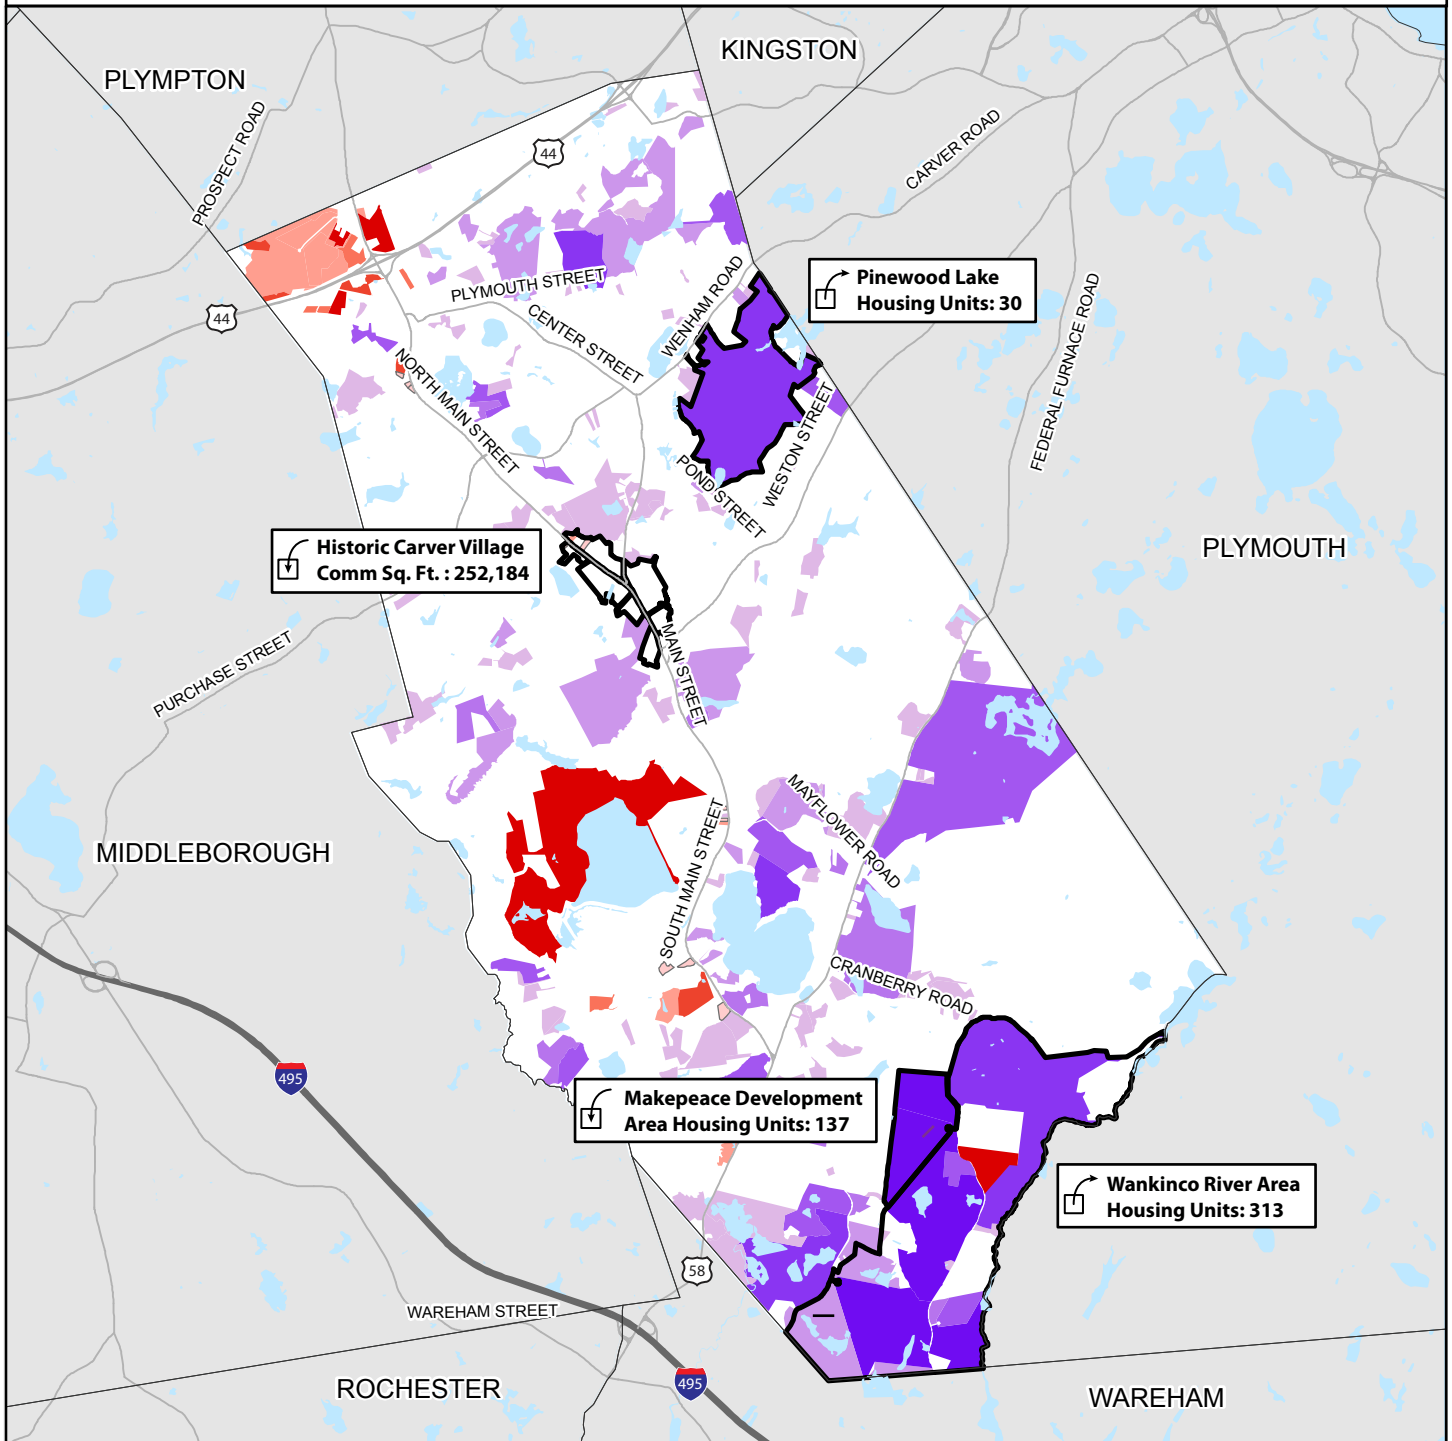 KINGSTON
PLYMPTON
PROSPECT ROAD
44
CARVER ROAD
44
PLYMOUTH STREET
CENTER STREET
WENHAM ROAD
Pinewood Lake
Housing Units: 30
FEDERAL FURNACE ROAD
NORTH MAIN STREET
WESTON STREET
POND STREET
PLYMOUTH
Historic Carver Village
Comm Sq. Ft. : 252,184
MAIN STREET
PURCHASE STREET
MAYFLOWER ROAD
MIDDLEBOROUGH
SOUTH MAIN STREET
CRANBERRY ROAD
495
Makepeace Development
Area Housing Units: 137
Wankinco River Area
Housing Units: 313
58
WAREHAM STREET
495
ROCHESTER
WAREHAM